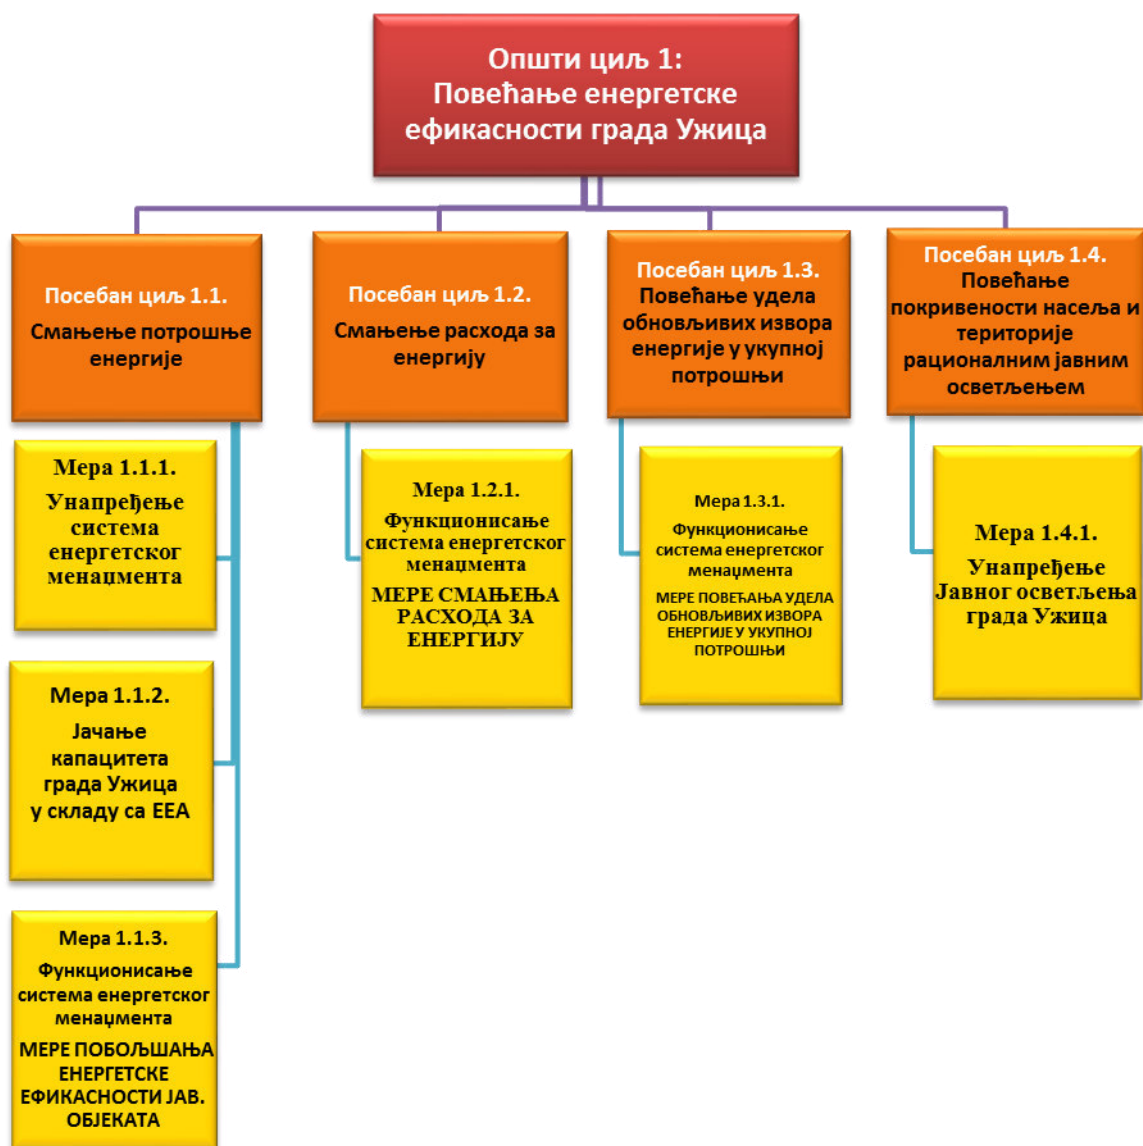 Општи циљ 1:
Повећање енергетске
ефикасности града Ужица
Посебан циљ 1.1.
Смањење потрошње
енергије
Посебан циљ 1.2.
Смањење расхода за
енергију
Посебан циљ 1.3.
Повећање удела
обновљивих извора
енергије у укупној
потрошњи
Посебан циљ 1.4.
Повећање
покривености насеља и
територије
рационалним јавним
осветљењем
Мера 1.1.1.
Унапређење
система
енергетског
менаџмента
Мера 1.1.2.
Јачање
капацитета
града Ужица
у складу са ЕЕА
Мера 1.1.3.
Функционисање
система енергетског
менаџмента
МЕРЕ ПОБОЉШАЊА
ЕНЕРГЕТСКЕ
ЕФИКАСНОСТИ ЈАВ.
ОБЈЕКАТА
Мера 1.2.1.
Функционисање
система енергетског
менаџмента
МЕРЕ СМАЊЕЊА
РАСХОДА ЗА
ЕНЕРГИЈУ
Мера 1.3.1.
Функционисање
система енергетског
менаџмента
МЕРЕ ПОВЕЋАЊА УДЕЛА
ОБНОВЉИВИХ ИЗВОРА
ЕНЕРГИЈЕ У УКУПНОЈ
ПОТРОШЊИ
Мера 1.4.1.
Унапређење
Јавног осветљења
града Ужица